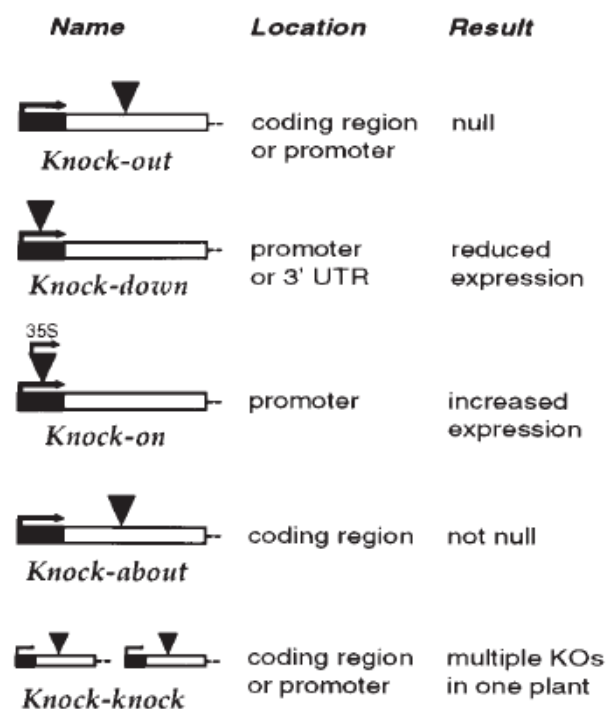 Name Location Result
coding region null
or promoter
Knock-out
promoter reduced
or 3' UTR expression
Knock-down
35S
promoter increased
expression
Knock-on
coding region not null
Knock-about
coding region multiple KOs
or promoter in one plant
Knock-knock